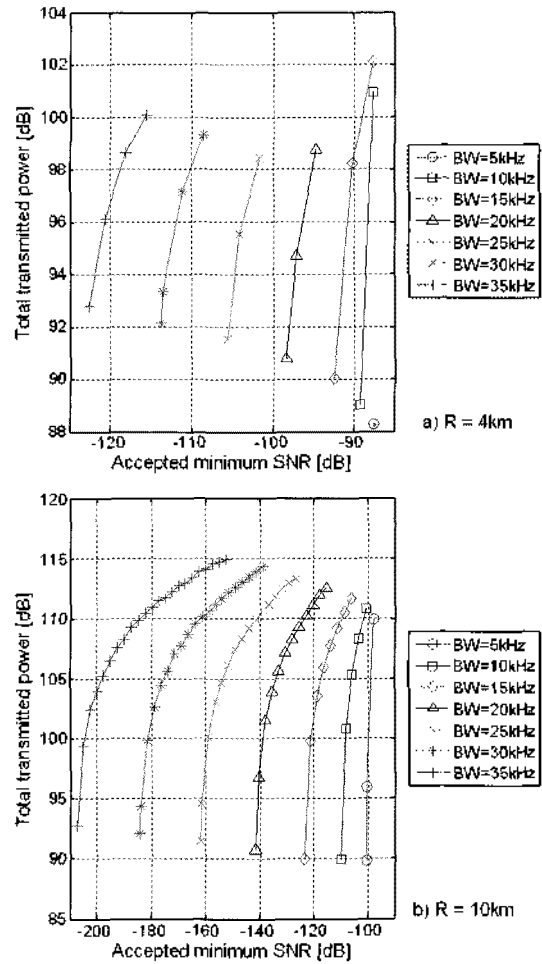 104
102
100
98
96
94
92
90
88
Total transmitted power [dB]
-120 -110 -100 -90
Accepted minimum SNR [dB]
BW=5kHz
BW=10kHz
BW=15kHz
BW=20kHz
BW=25kHz
BW=30kHz
BW=35kHz
a) R = 4km
120
115
110
105
100
95
90
85
Total transmitted power [dB]
-200 -180 -160 -140 -120 -100
Accepted minimum SNR [dB]
BW=5kHz
BW=10kHz
BW=15kHz
BW=20kHz
BW=25kHz
BW=30kHz
BW=35kHz
b) R = 10km